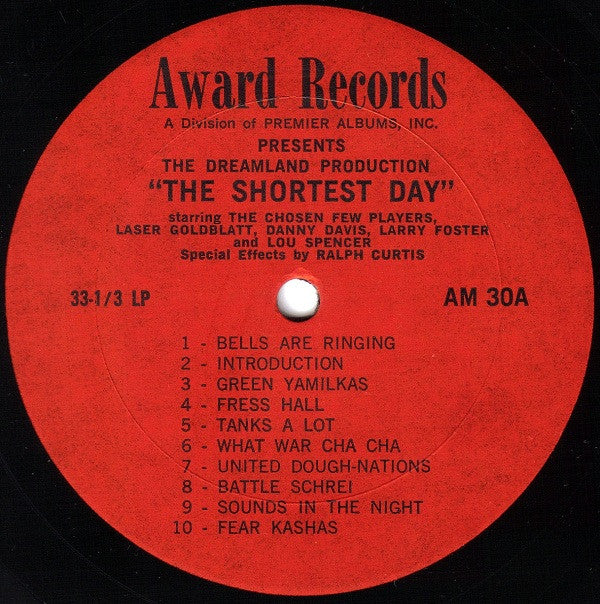 Award Records
A Division of PREMIER ALBUMS, INC.
PRESENTS
THE DREAMLAND PRODUCTION
"THE SHORTEST DAY"
starring THE CHOSEN FEW PLAYERS,
LASER GOLDBLATT, DANNY DAVIS, LARRY FOSTER
and LOU SPENCER
Special Effects by RALPH CURTIS
33-1/3 LP
AM 30A
1 - BELLS ARE RINGING
2 - INTRODUCTION
3 - GREEN YAMILKAS
4 - FRESS HALL
5 - TANKS A LOT
6 - WHAT WAR CHA CHA
7 - UNITED DOUGH-NATIONS
8 - BATTLE SCHREI
9 - SOUNDS IN THE NIGHT
10 - FEAR KASHAS